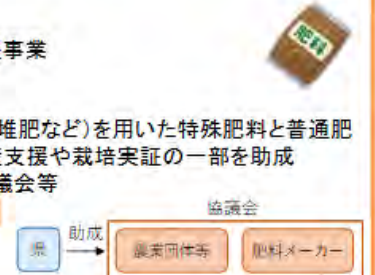 事業
肥料
堆肥など)を用いた特殊肥料と普通肥
支援や栽培実証の一部を助成
議会等
協議会
県
助成
農業団体等
肥料メーカー